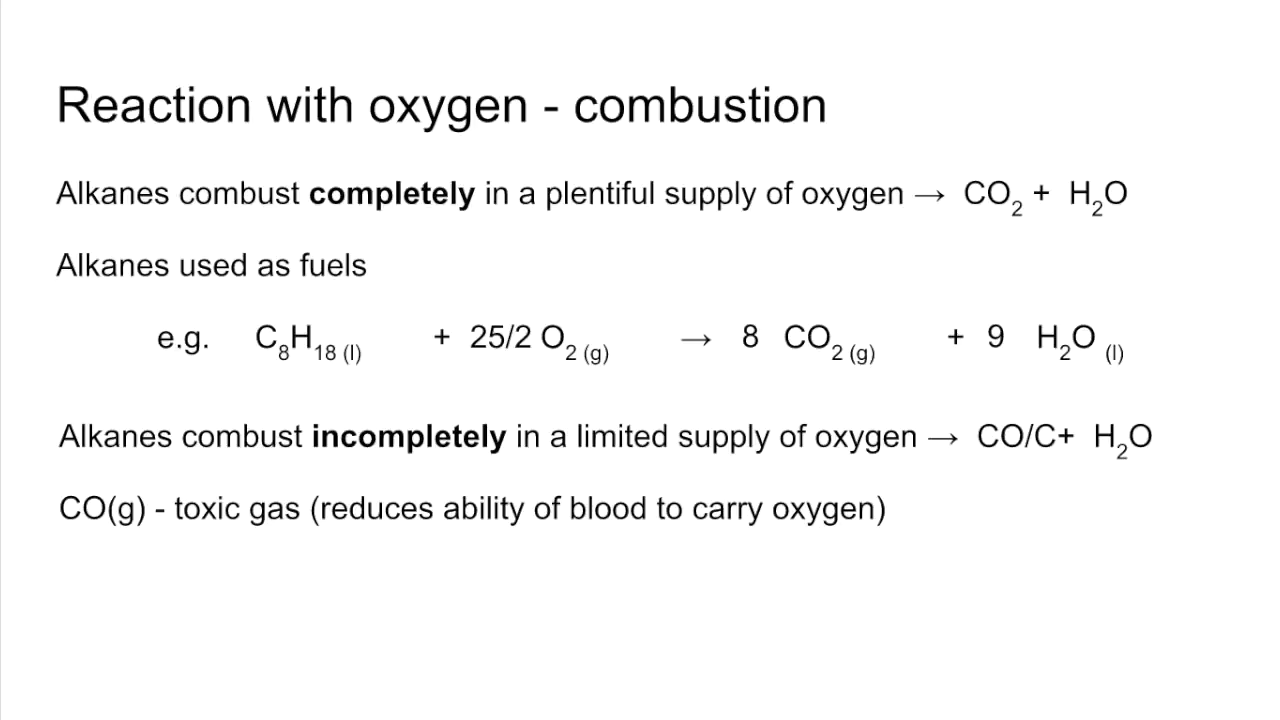 Reaction with oxygen - combustion
Alkanes combust completely in a plentiful supply of oxygen → CO₂ + H₂O
Alkanes used as fuels
e.g. C₈H₁₈ (l) + 25/2 O₂ (g) → 8 CO₂ (g) + 9 H₂O (l)
Alkanes combust incompletely in a limited supply of oxygen → CO/C+ H₂O
CO(g) - toxic gas (reduces ability of blood to carry oxygen)